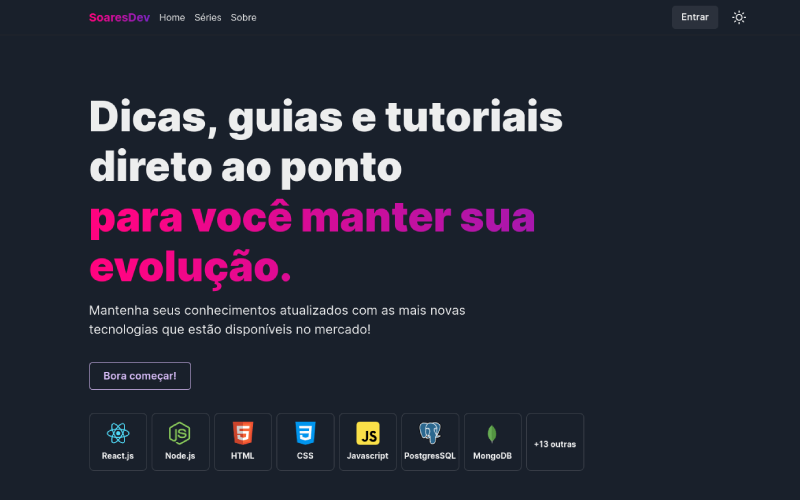 SoaresDev Home Séries Sobre Entrar
Dicas, guias e tutoriais
direto ao ponto
para você manter sua
evolução.
Mantenha seus conhecimentos atualizados com as mais novas
tecnologias que estão disponíveis no mercado!
Bora começar!
JS 5 3 JS
React.js Node.js HTML CSS Javascript PostgresSQL MongoDB +13 outras